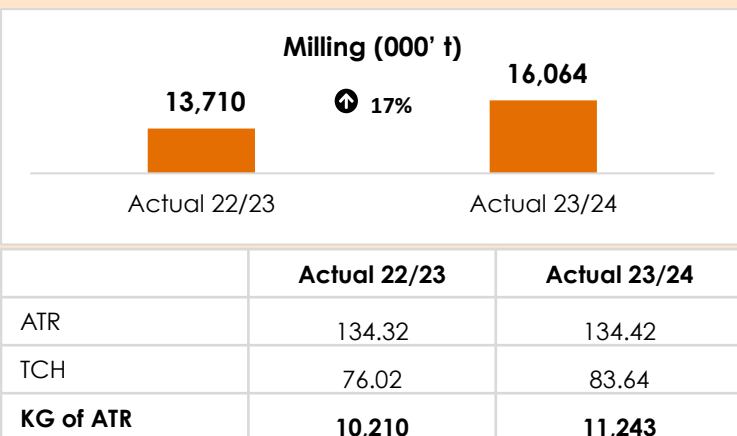 Milling (000' t)
13,710
17%
16,064
Actual 22/23
Actual 23/24
Actual 22/23 Actual 23/24
ATR 134.32 134.42
TCH 76.02 83.64
KG of ATR 10,210 11,243